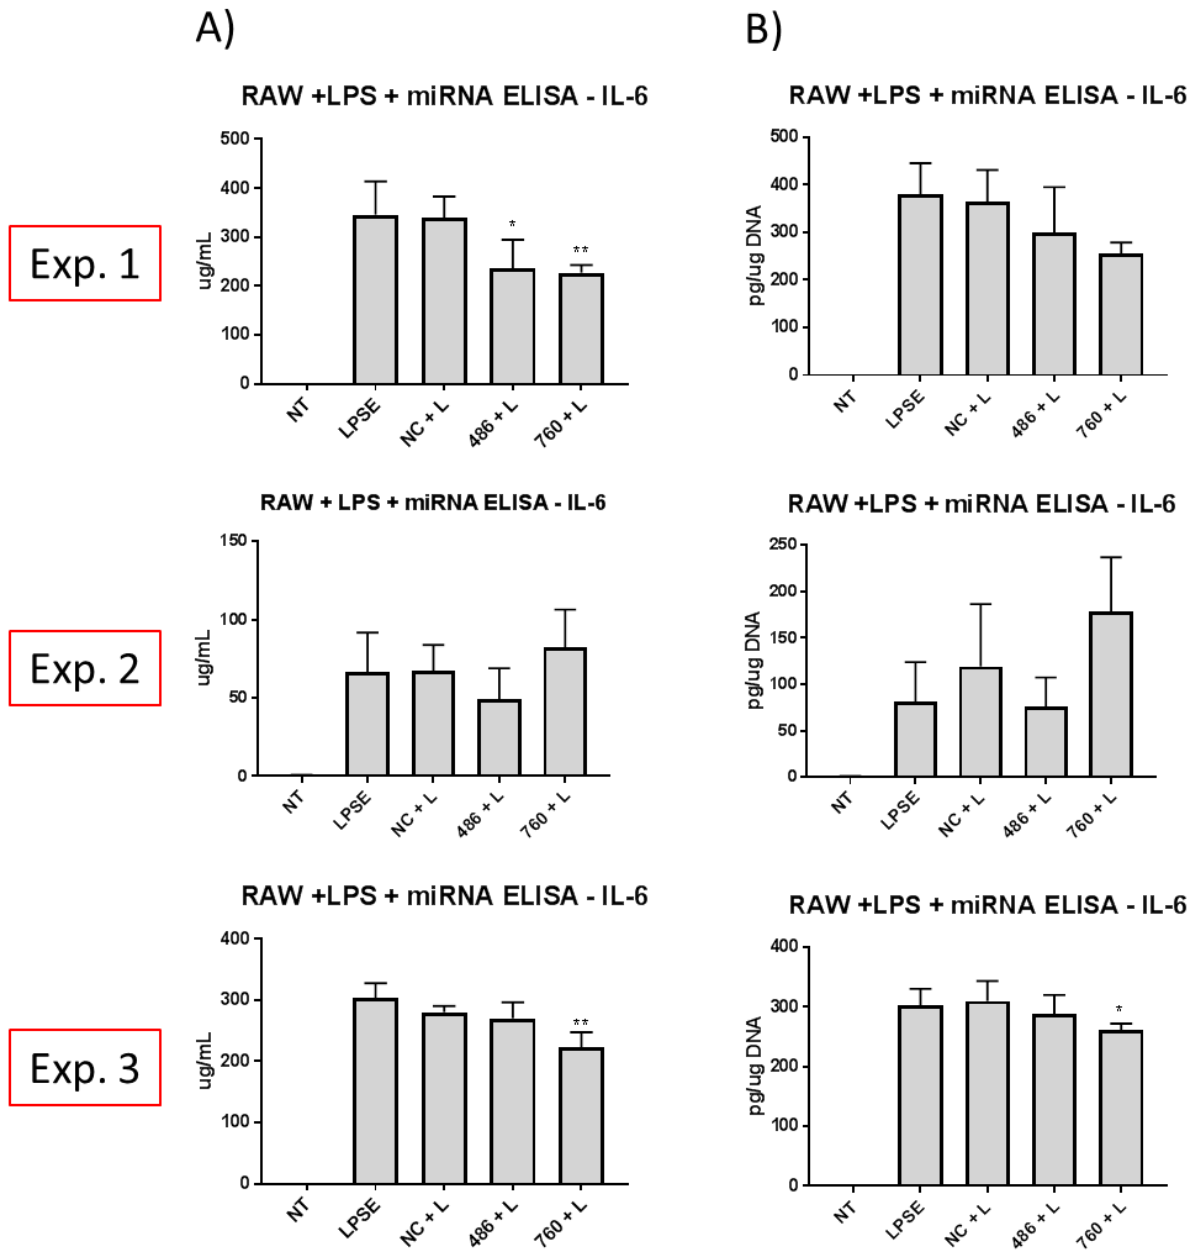 A)
B)
Exp. 1
RAW +LPS + miRNA ELISA - IL-6
ug/mL
500
400
300
200
100
0
*
**
NT
LPSE
NC + L
486 + L
760 + L
RAW +LPS + miRNA ELISA - IL-6
pg/ug DNA
500
400
300
200
100
0
NT
LPSE
NC + L
486 + L
760 + L
Exp. 2
RAW + LPS + miRNA ELISA - IL-6
ug/mL
150
100
50
0
NT
LPSE
NC + L
486 + L
760 + L
RAW +LPS + miRNA ELISA - IL-6
pg/ug DNA
250
200
150
100
50
0
NT
LPSE
NC + L
486 + L
760 + L
Exp. 3
RAW +LPS + miRNA ELISA - IL-6
ug/mL
400
300
200
100
0
**
NT
LPSE
NC + L
486 + L
760 + L
RAW +LPS + miRNA ELISA - IL-6
pg/ug DNA
400
300
200
100
0
*
NT
LPSE
NC + L
486 + L
760 + L